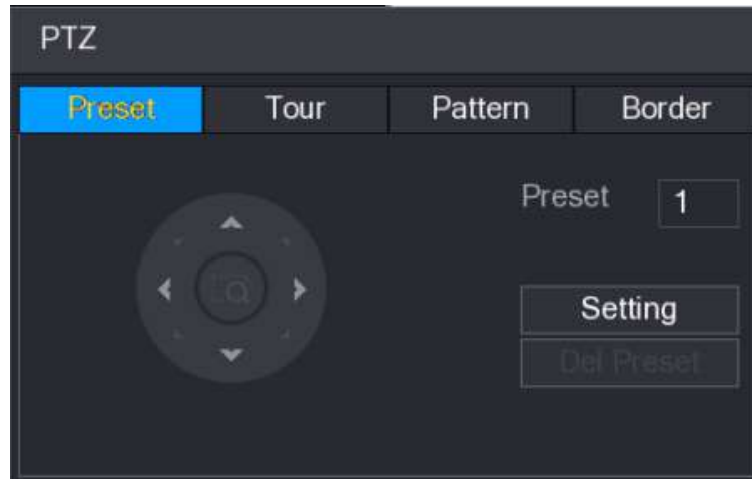 PTZ
Preset Tour Pattern Border
Preset 1
Setting
Del Preset